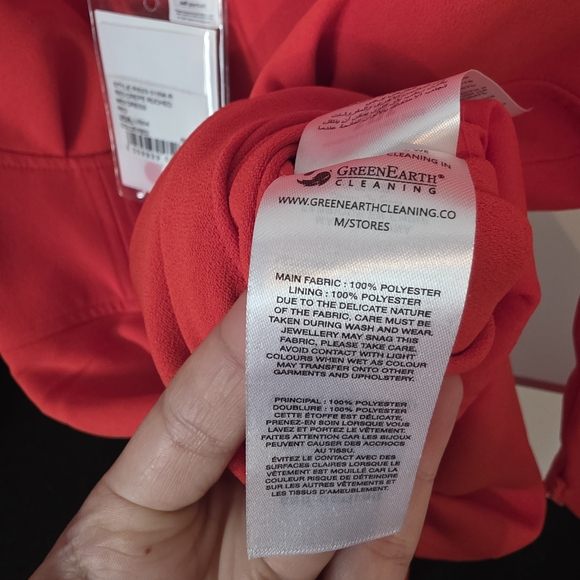 CLEANING IN
GREENEARTH®
CLEANING
WWW.GREENEARTHCLEANING.CO
M/STORES
MAIN FABRIC : 100% POLYESTER
LINING : 100% POLYESTER
DUE TO THE DELICATE NATURE
OF THE FABRIC, CARE MUST BE
TAKEN DURING WASH AND WEAR.
JEWELLERY MAY SNAG THIS
FABRIC, PLEASE TAKE CARE.
AVOID CONTACT WITH LIGHT
COLOURS WHEN WET AS COLOUR
MAY TRANSFER ONTO OTHER
GARMENTS AND UPHOLSTERY.
PRINCIPAL : 100% POLYESTER
DOUBLURE : 100% POLYESTER
CETTE ÉTOFFE EST DÉLICATE,
PRENEZ-EN SOIN LORSQUE VOUS
LAVEZ ET PORTEZ LE VÊTEMENT.
FAITES ATTENTION CAR LES BIJOUX
PEUVENT CAUSER DES ACCROCS
AU TISSU.
ÉVITEZ LE CONTACT AVEC DES
SURFACES CLAIRES LORSQUE LE
VÊTEMENT EST MOUILLÉ CAR LA
COULEUR RISQUE DE DÉTEINDRE
SUR LES AUTRES VÊTEMENTS ET
LES TISSUS D'AMEUBLEMENT.